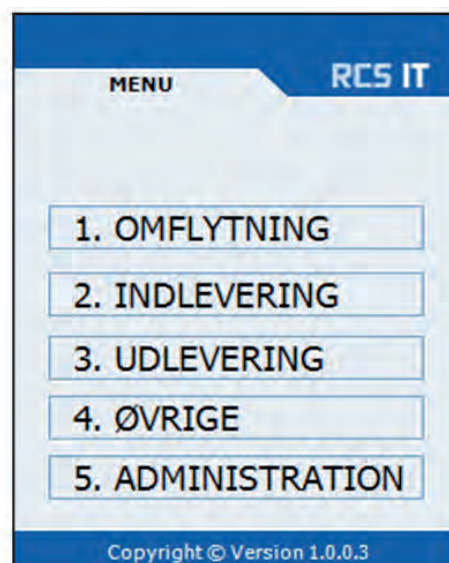 MENU
RCS IT
1. OMFLYTNING
2. INDLEVERING
3. UDLEVERING
4. ØVRIGE
5. ADMINISTRATION
Copyright © Version 1.0.0.3